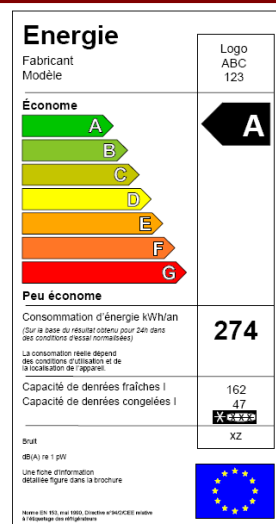 Energie
Fabricant
Modèle
Logo
ABC
123
Économe
A
A
B
C
D
E
F
G
Peu économe
Consommation d'énergie kWh/an
(Sur la base du résultat obtenu pour 24h dans
des conditions d'essai normalisées)
274
La consommation réelle dépend
des conditions d'utilisation et de
la localisation de l'appareil.
Capacité de denrées fraîches l
Capacité de denrées congelées l
162
47
Bruit
dB(A) re 1 pW
xz
Une fiche d'information
détaillée figure dans la brochure
Norme EN 153, mai 1990, Directive n°94/2/CEE relative
à l'étiquetage des réfrigérateurs